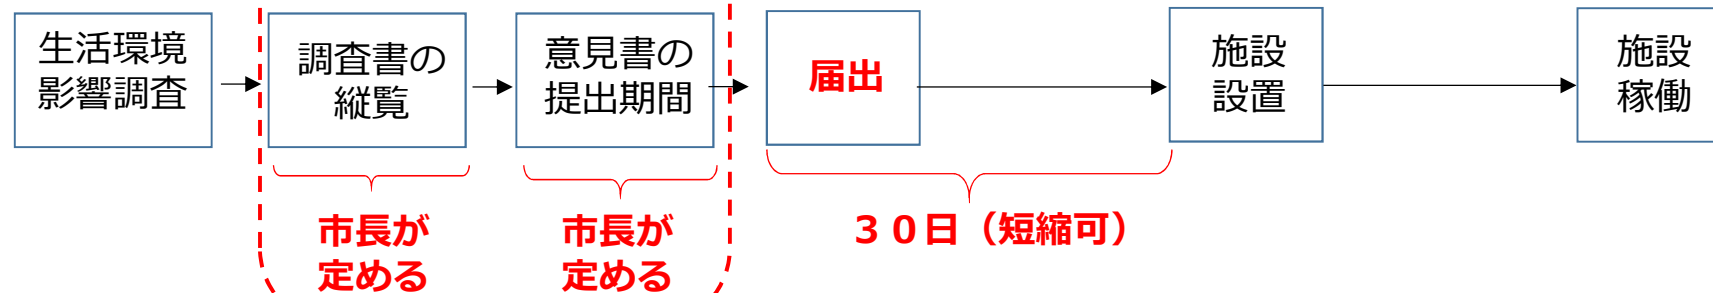 生活環境
影響調査
調査書の
縦覧
意見書の
提出期間
届出
施設
設置
施設
稼働
市長が
定める
市長が
定める
３０日（短縮可）